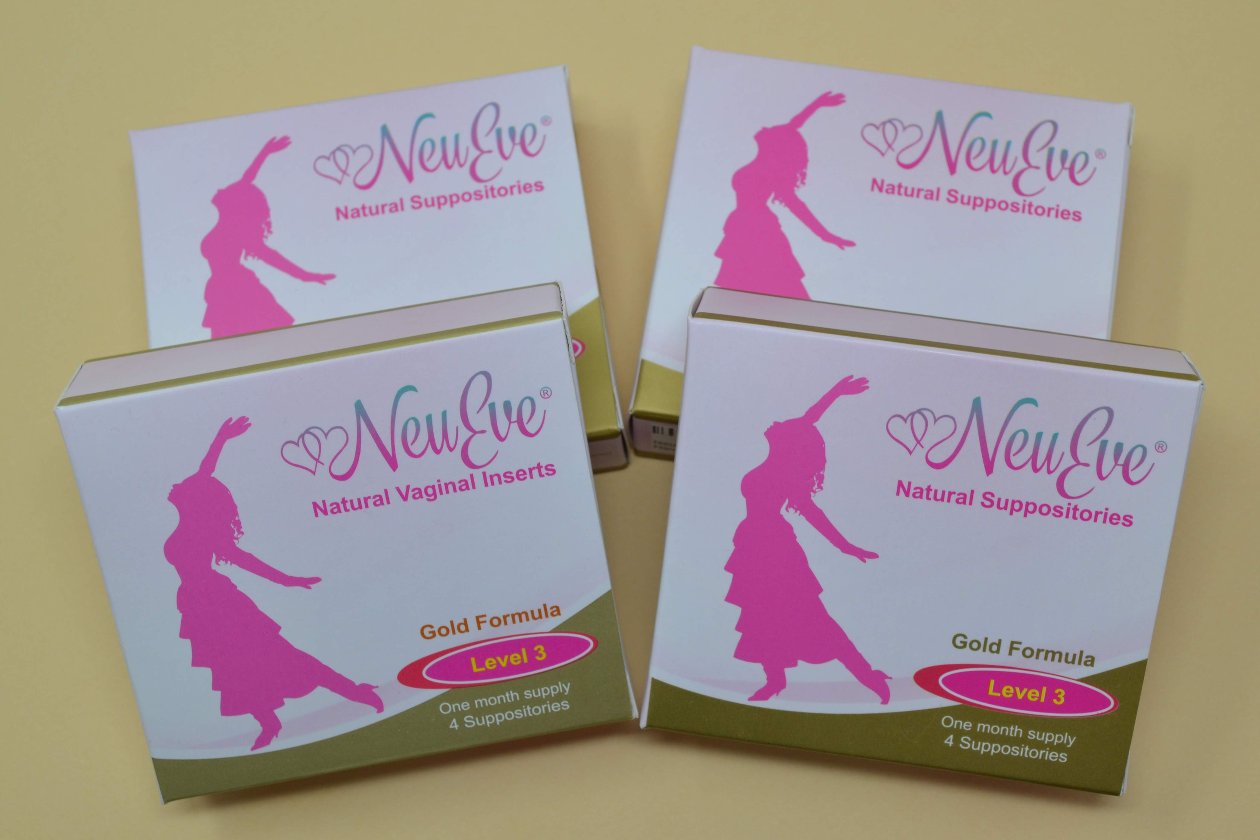 NeuEve®
Natural Suppositories
NeuEve®
Natural Suppositories
NeuEve®
Natural Vaginal Inserts
Gold Formula
Level 3
One month supply
4 Suppositories
NeuEve®
Natural Suppositories
Gold Formula
Level 3
One month supply
4 Suppositories